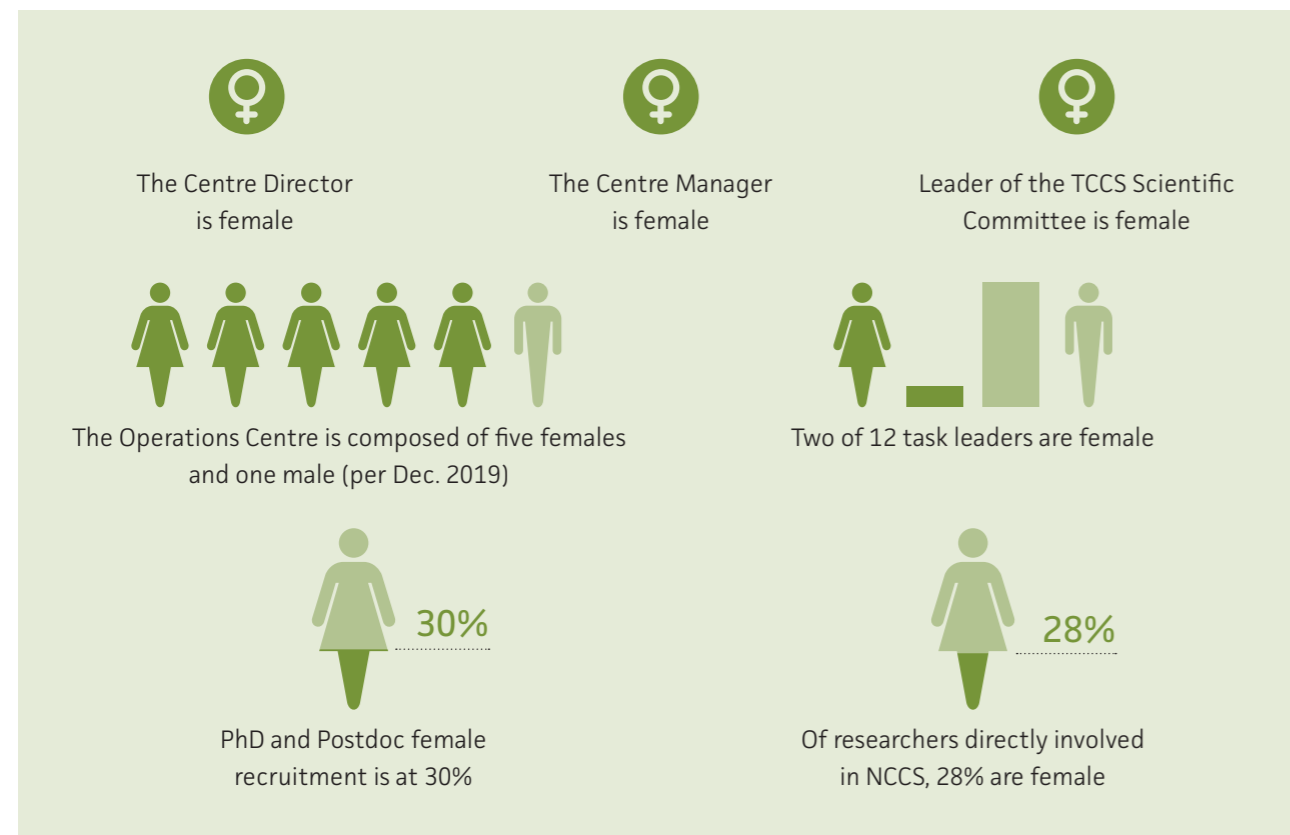 The Centre Director
is female
The Centre Manager
is female
Leader of the TCCS Scientific
Committee is female
The Operations Centre is composed of five females
and one male (per Dec. 2019)
Two of 12 task leaders are female
30%
PhD and Postdoc female
recruitment is at 30%
28%
Of researchers directly involved
in NCCS, 28% are female